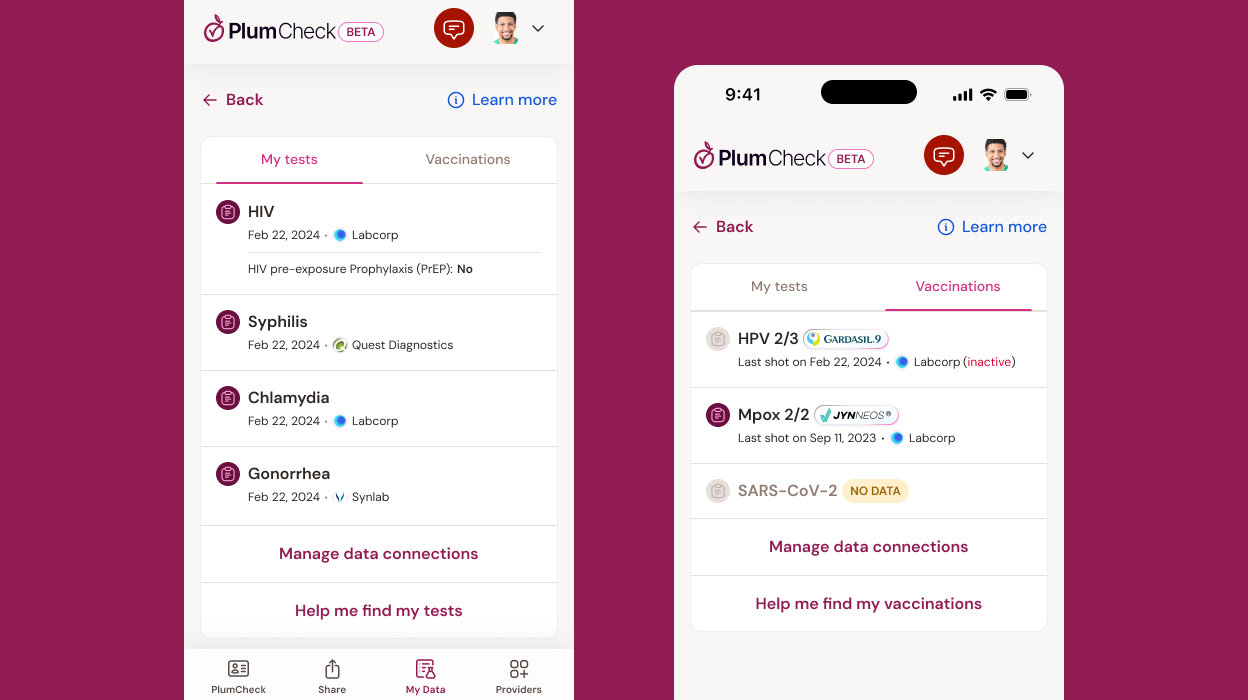 PlumCheck BETA
Back
Learn more
My tests
Vaccinations
HIV
Feb 22, 2024 · Labcorp
HIV pre-exposure Prophylaxis (PrEP): No
Syphilis
Feb 22, 2024 · Quest Diagnostics
Chlamydia
Feb 22, 2024 · Labcorp
Gonorrhea
Feb 22, 2024 · Synlab
Manage data connections
Help me find my tests
PlumCheck
Share
My Data
Providers
9:41
PlumCheck BETA
Back
Learn more
My tests
Vaccinations
HPV 2/3 GARDASIL.9
Last shot on Feb 22, 2024 · Labcorp (inactive)
Mpox 2/2 JYNNEOS®
Last shot on Sep 11, 2023 · Labcorp
SARS-CoV-2 NO DATA
Manage data connections
Help me find my vaccinations